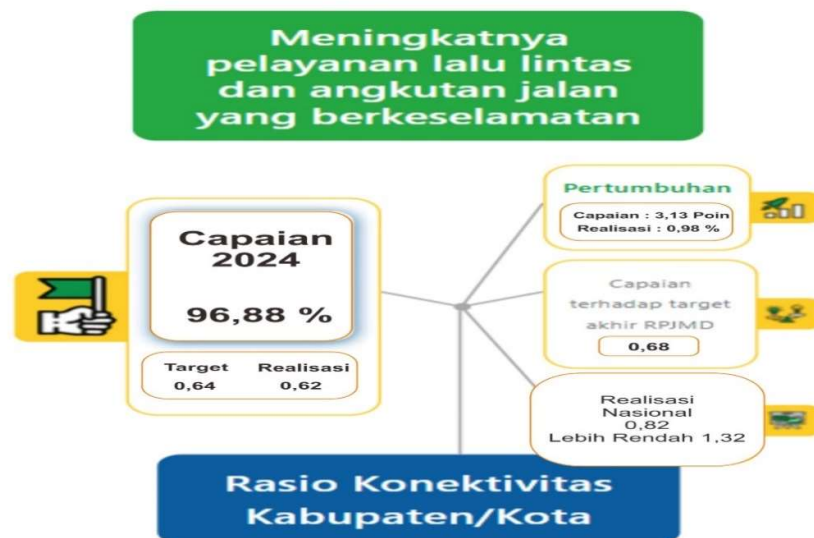 Meningkatnya
pelayanan lalu lintas
dan angkutan jalan
yang berkeselamatan
Capaian
2024
96,88 %
Target Realisasi
0,64 0,62
Pertumbuhan
Capaian : 3,13 Poin
Realisasi : 0,98 %
Capaian
terhadap target
akhir RPJMD
0,68
Realisasi
Nasional
0,82
Lebih Rendah 1,32
Rasio Konektivitas
Kabupaten/Kota